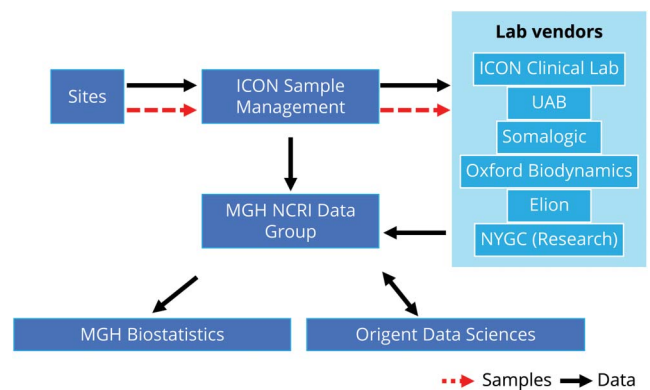 Lab vendors
Sites
ICON Sample
Management
ICON Clinical Lab
UAB
Somalogic
Oxford Biodynamics
Elion
NYGC (Research)
MGH NCRI Data
Group
MGH Biostatistics
Origent Data Sciences
Samples
Data